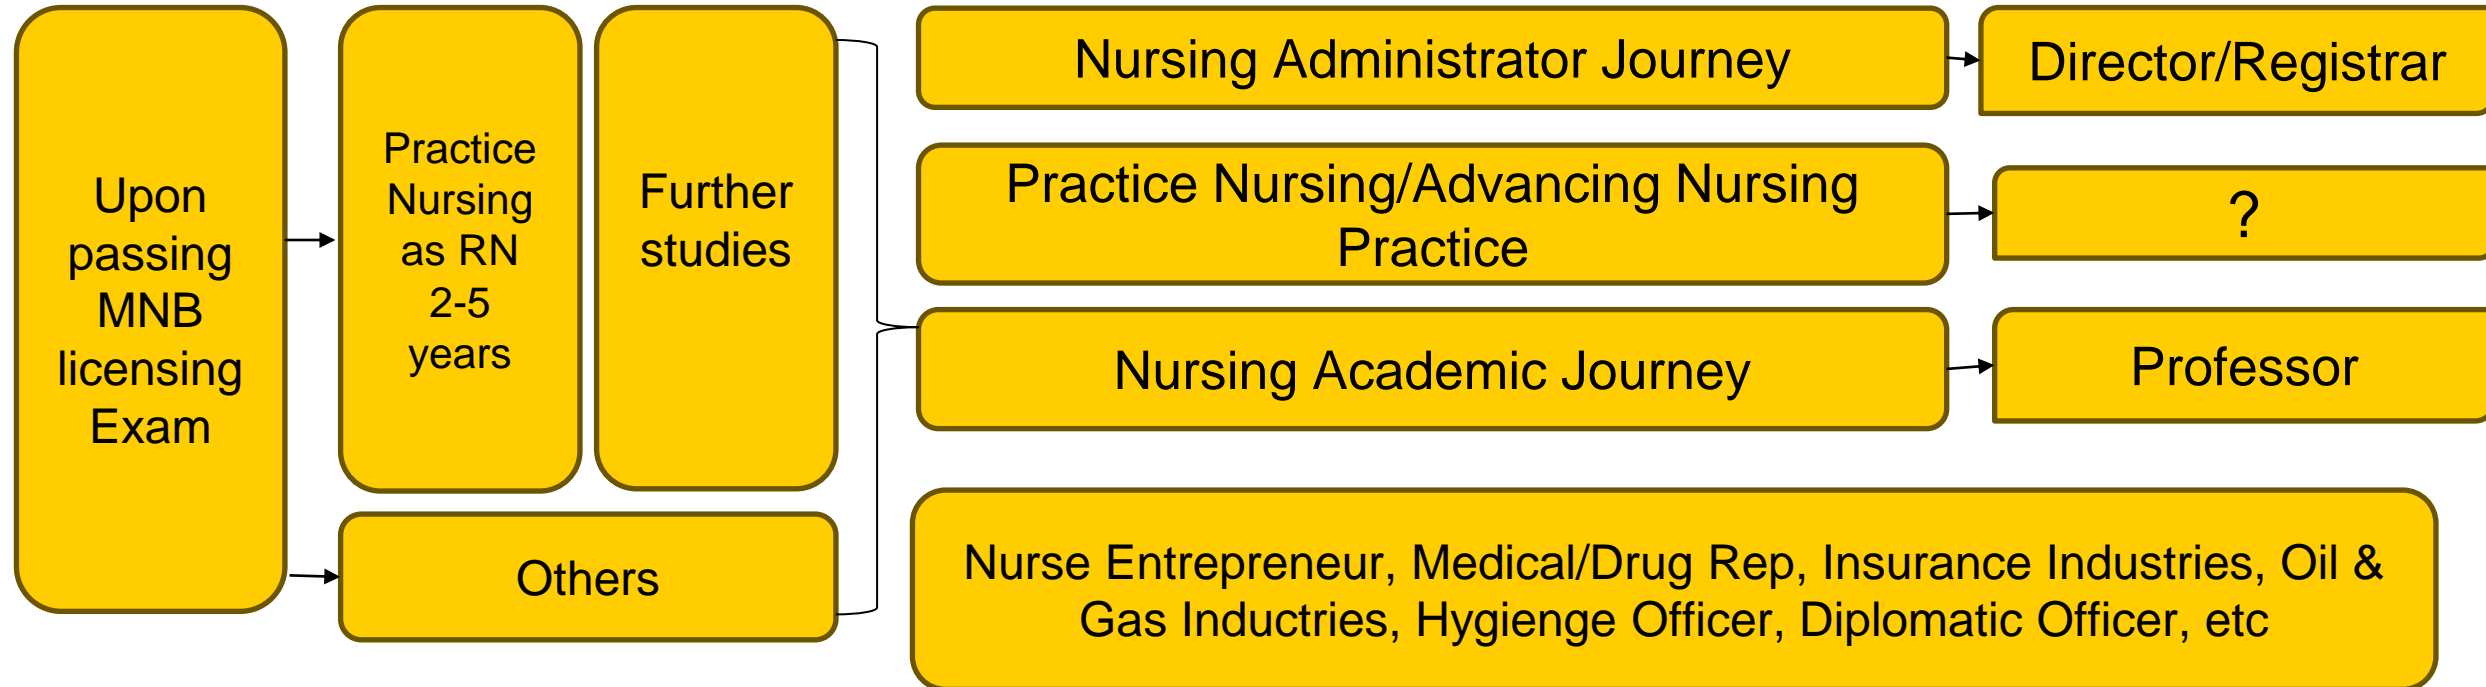 Upon
passing
MNB
licensing
Exam
Practice
Nursing
as RN
2-5
years
Further
studies
Others
Nursing Administrator Journey
Director/Registrar
Practice Nursing/Advancing Nursing
Practice
?
Nursing Academic Journey
Professor
Nurse Entrepreneur, Medical/Drug Rep, Insurance Industries, Oil &
Gas Inductries, Hygienge Officer, Diplomatic Officer, etc